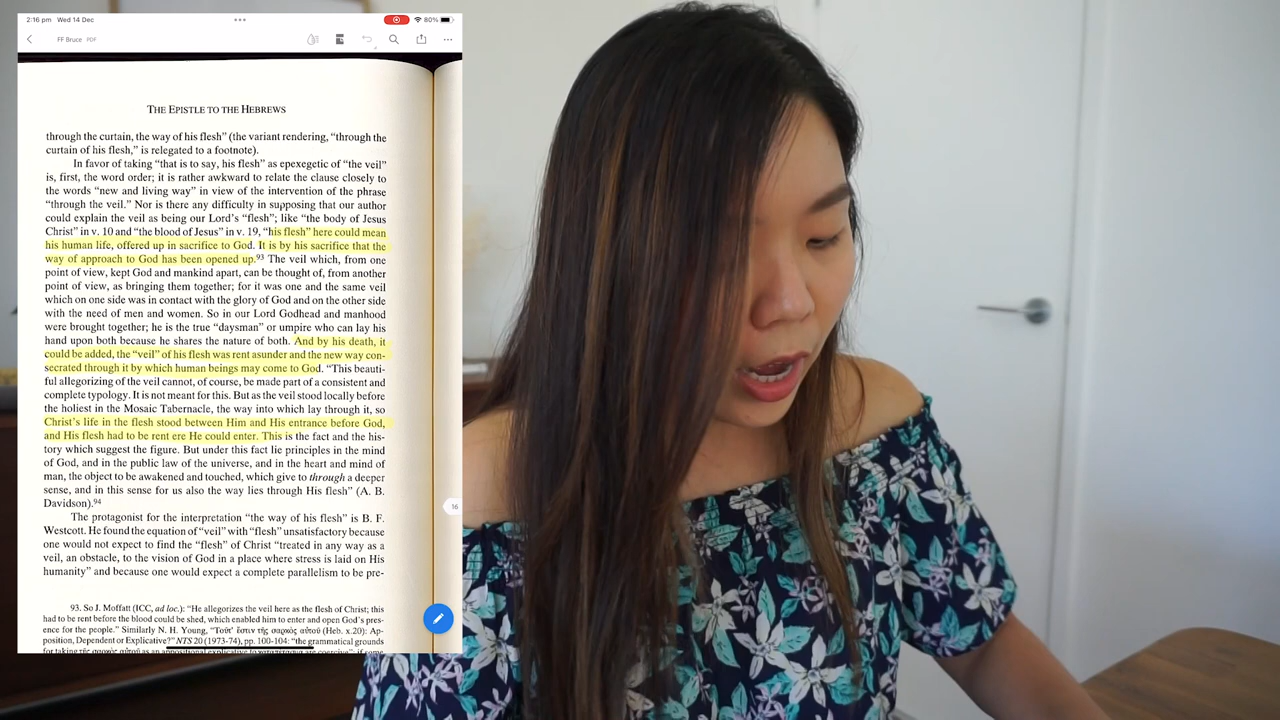 2:16 pm Wed 14 Dec
80%
FF Bruce PDF
THE EPISTLE TO THE HEBREWS
through the curtain, the way of his flesh" (the variant rendering, "through the
curtain of his flesh," is relegated to a footnote).
In favor of taking "that is to say, his flesh" as epexegetic of "the veil"
is, first, the word order; it is rather awkward to relate the clause closely to
the words "new and living way" in view of the intervention of the phrase
"through the veil." Nor is there any difficulty in supposing that our author
could explain the veil as being our Lord's "flesh"; like "the body of Jesus
Christ" in v. 10 and "the blood of Jesus" in v. 19, "his flesh" here could mean
his human life, offered up in sacrifice to God. It is by his sacrifice that the
way of approach to God has been opened up.93 The veil which, from one
point of view, kept God and mankind apart, can be thought of, from another
point of view, as bringing them together; for it was one and the same veil
which on one side was in contact with the glory of God and on the other side
with the need of men and women. So in our Lord Godhead and manhood
were brought together; he is the true "daysman" or umpire who can lay his
hand upon both because he shares the nature of both. And by his death, it
could be added, the "veil" of his flesh was rent asunder and the new way con-
secrated through it by which human beings may come to God. "This beauti-
ful allegorizing of the veil cannot, of course, be made part of a consistent and
complete typology. It is not meant for this. But as the veil stood locally before
the holiest in the Mosaic Tabernacle, the way into which lay through it, so
Christ's life in the flesh stood between Him and His entrance before God,
and His flesh had to be rent ere He could enter. This is the fact and the his-
tory which suggest the figure. But under this fact lie principles in the mind
of God, and in the public law of the universe, and in the heart and mind of
man, the object to be awakened and touched, which give to through a deeper
sense, and in this sense for us also the way lies through His flesh" (A. B.
Davidson).94
16
The protagonist for the interpretation "the way of his flesh" is B. F.
Westcott. He found the equation of "veil" with "flesh" unsatisfactory because
one would not expect to find the "flesh" of Christ "treated in any way as a
veil, an obstacle, to the vision of God in a place where stress is laid on His
humanity" and because one would expect a complete parallelism to be pre-
93. So J. Moffatt (ICC, ad loc.): "He allegorizes the veil here as the flesh of Christ; this
had to be rent before the blood could be shed, which enabled him to enter and open God's pres-
ence for the people." Similarly N. H. Young, "Τοῦτ' ἔστιν τῆς σαρκὸς αὐτοῦ (Heb. x.20): Ap-
position, Dependent or Explicative?" NTS 20 (1973-74), pp. 100-104: "the grammatical grounds
for taking τῆς σαρκὸς αὐτοῦ as an appositional explicative to